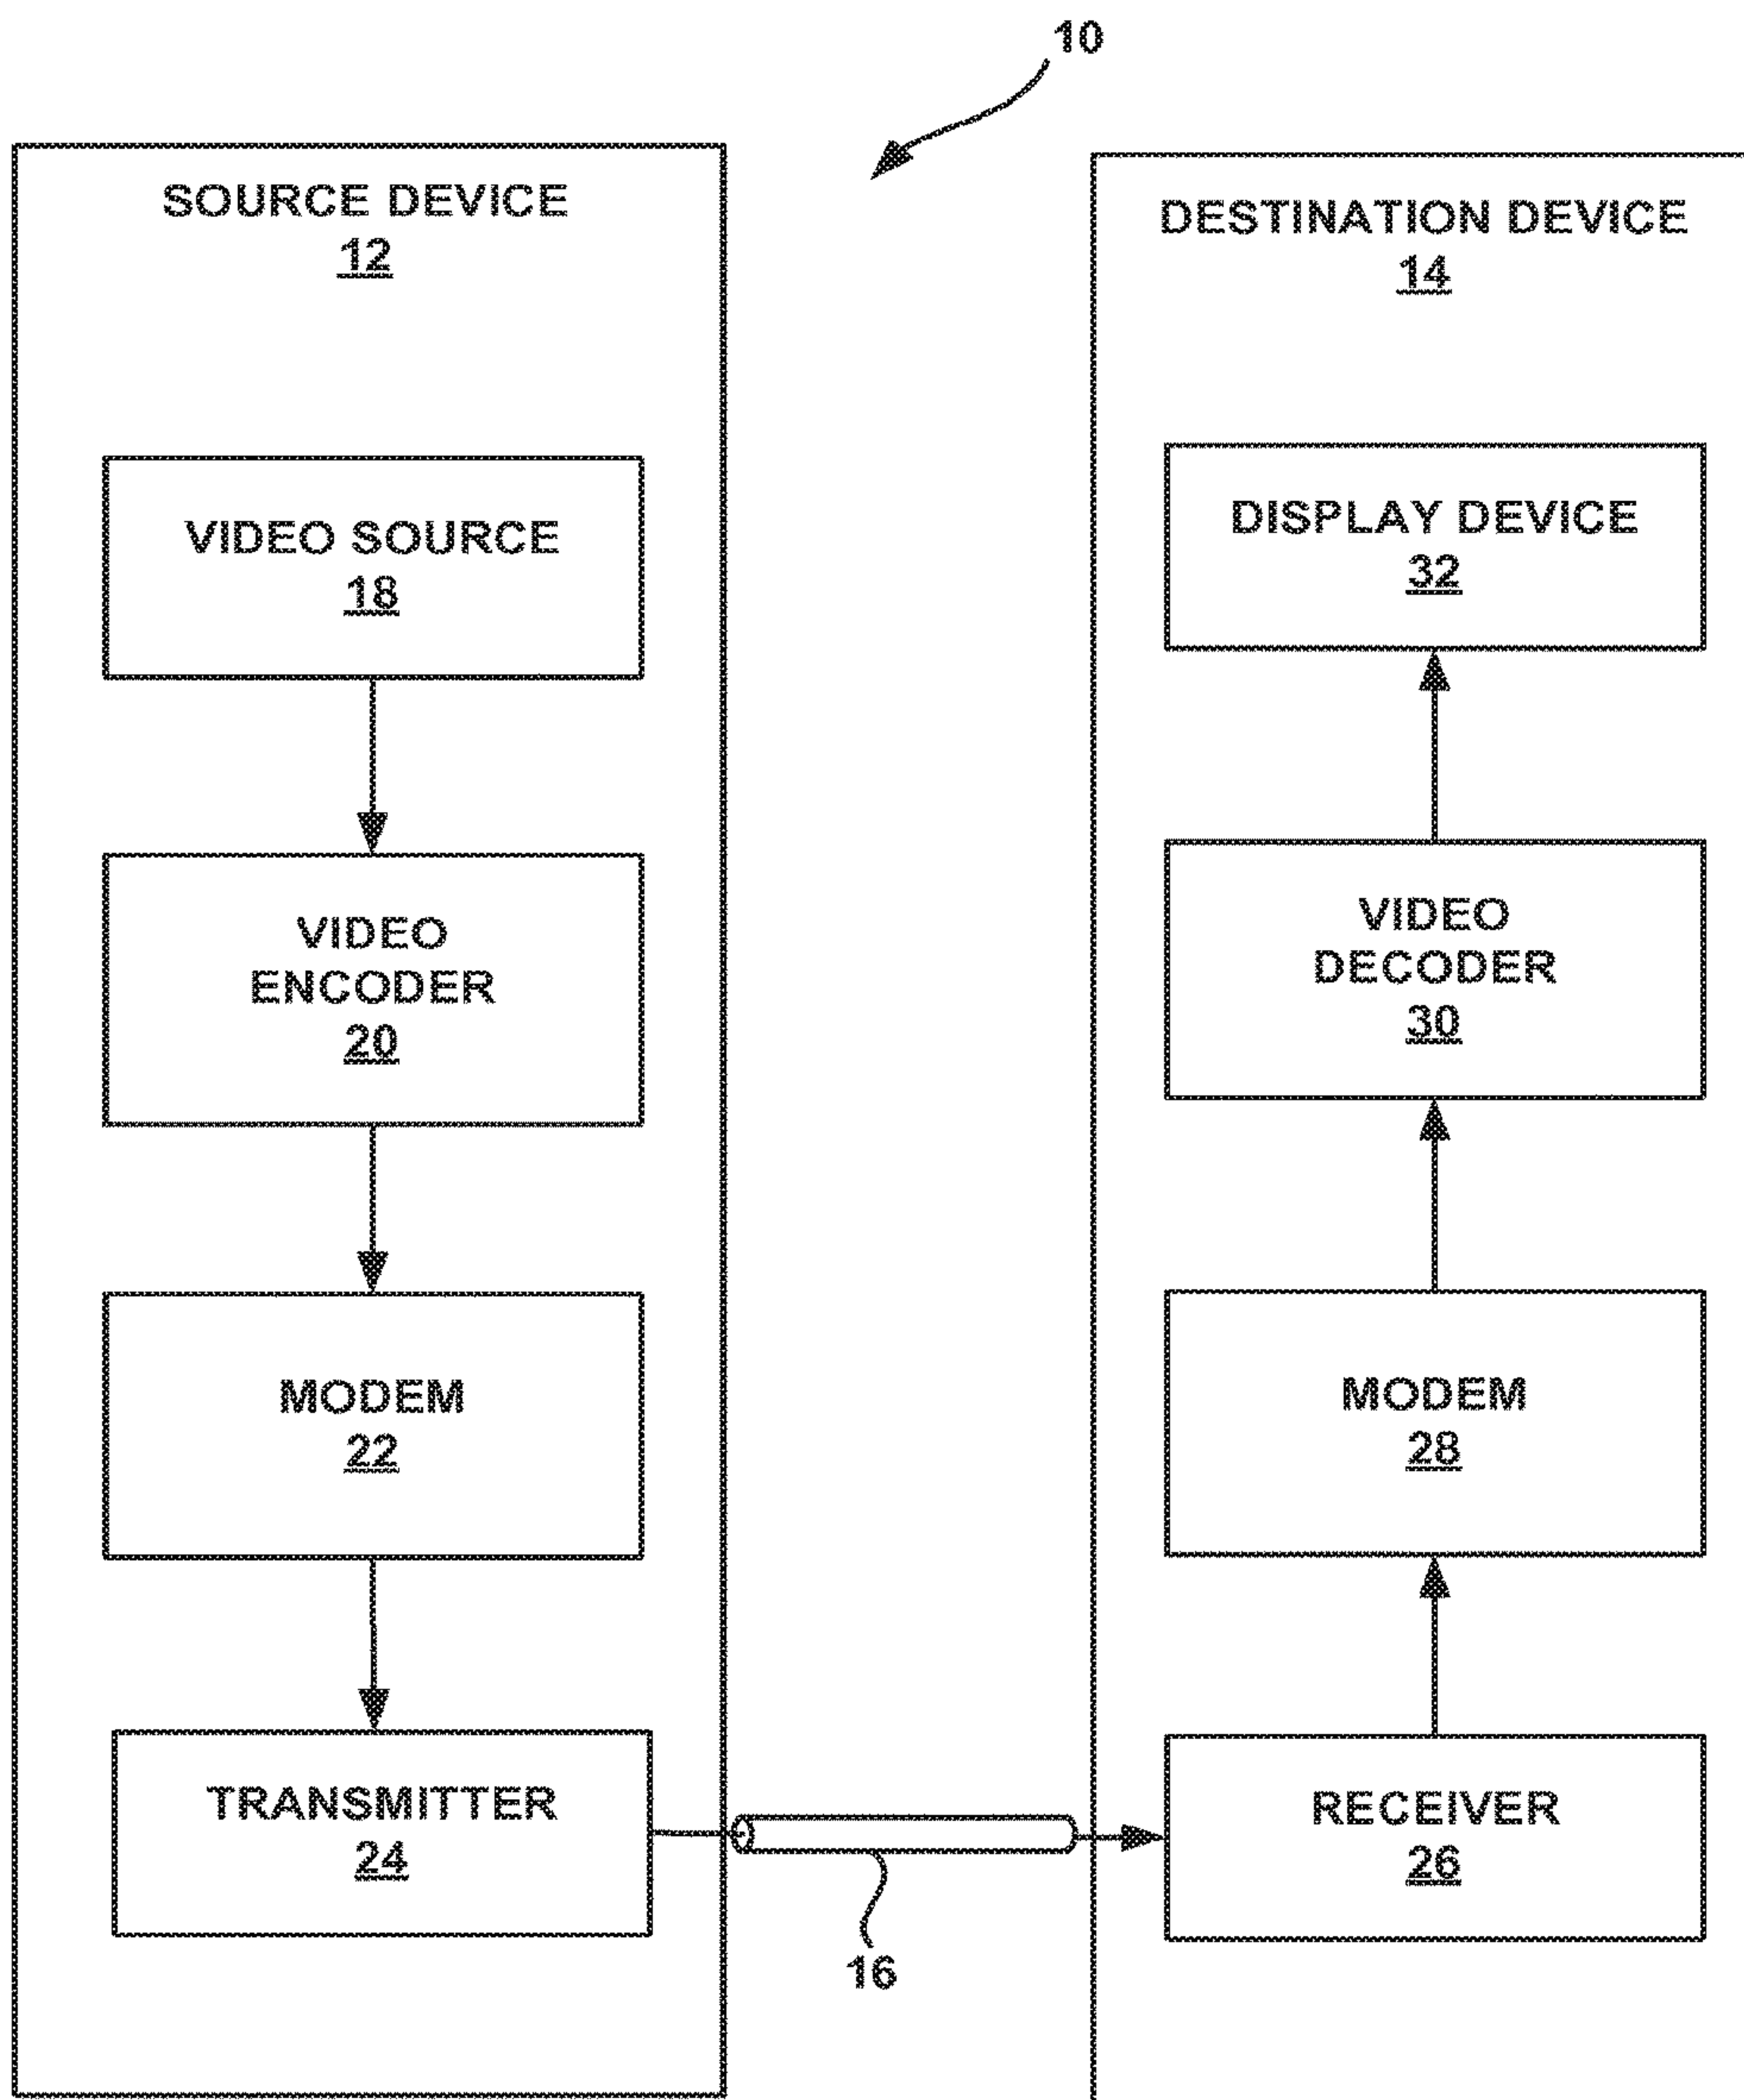 10
SOURCE DEVICE
12
VIDEO SOURCE
18
VIDEO
ENCODER
20
MODEM
22
TRANSMITTER
24
16
DESTINATION DEVICE
14
DISPLAY DEVICE
32
VIDEO
DECODER
30
MODEM
28
RECEIVER
26